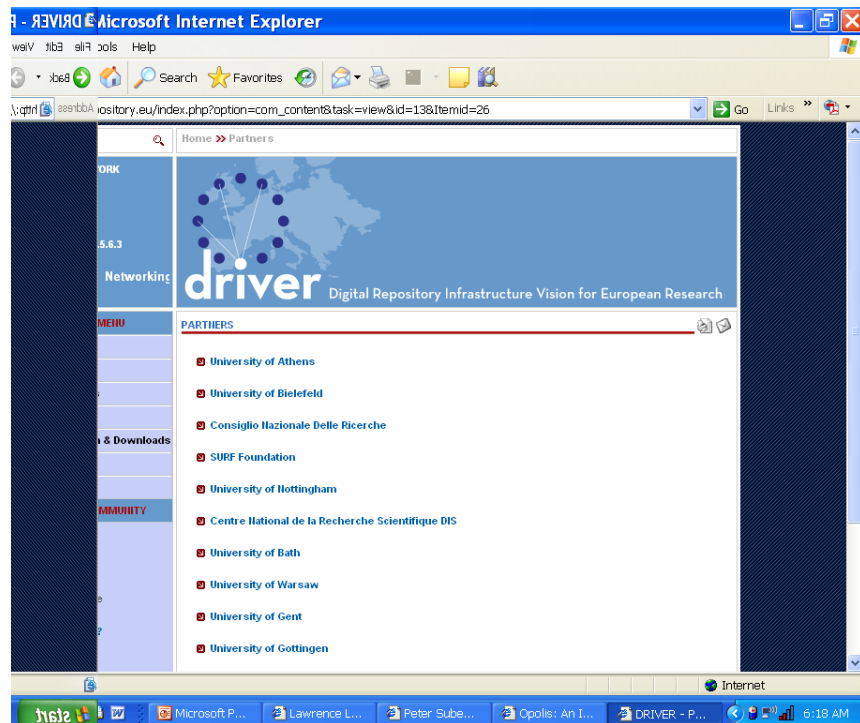 DRIVER - P Microsoft Internet Explorer
File Edit View ools Help
Back Search Favorites
Address http:\ ository.eu/index.php?option=com_content&task=view&id=13&Itemid=26 Go Links »
Home >> Partners
ORK
.5.6.3
Networking
driver Digital Repository Infrastructure Vision for European Research
MENU
PARTNERS
University of Athens
University of Bielefeld
Consiglio Nazionale Delle Ricerche
& Downloads
SURF Foundation
University of Nottingham
MMUNITY
Centre National de la Recherche Scientifique DIS
University of Bath
University of Warsaw
University of Gent
?
University of Gottingen
Internet
start Microsoft P... Lawrence L... Peter Sube... Opolis: An I... DRIVER - P... 6:18 AM